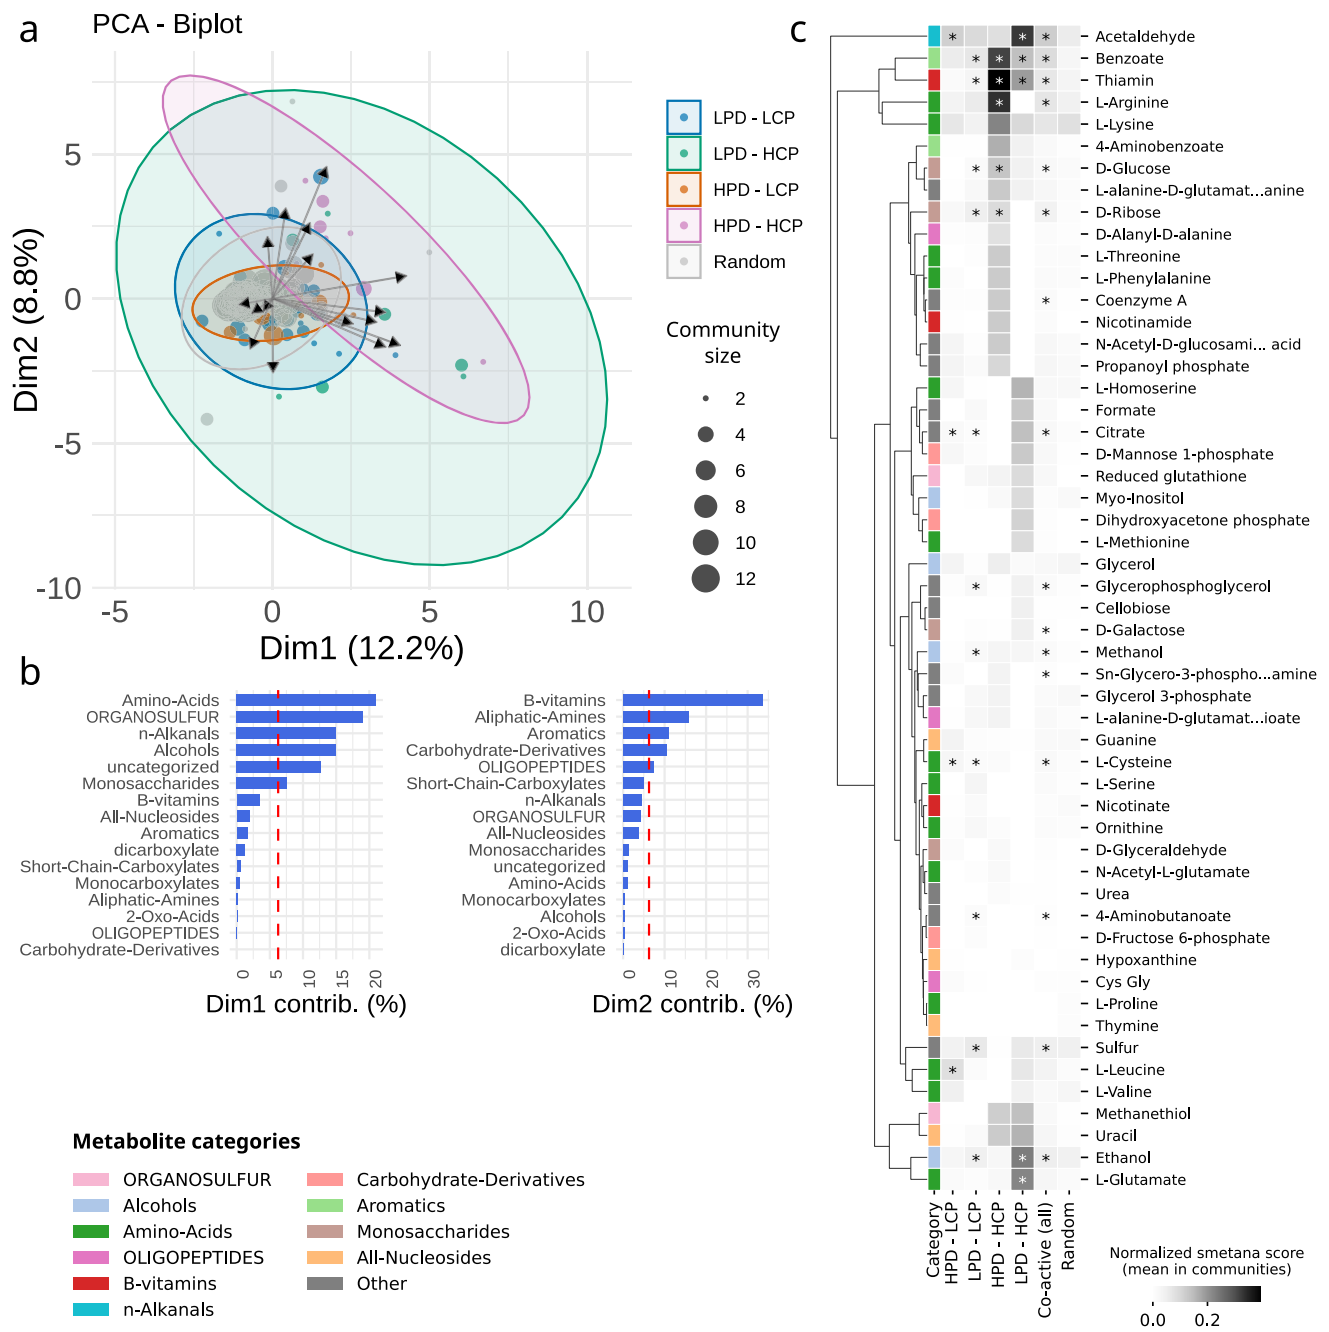 a
PCA - Biplot
5
0
-5
-10
-5
0
5
10
Dim2 (8.8%)
Dim1 (12.2%)
LPD - LCP
LPD - HCP
HPD - LCP
HPD - HCP
Random
Community
size
2
4
6
8
10
12
b
Amino-Acids
ORGANOSULFUR
n-Alkanals
Alcohols
uncategorized
Monosaccharides
B-vitamins
All-Nucleosides
Aromatics
dicarboxylate
Short-Chain-Carboxylates
Monocarboxylates
Aliphatic-Amines
2-Oxo-Acids
OLIGOPEPTIDES
Carbohydrate-Derivatives
0
5
10
15
20
Dim1 contrib. (%)
B-vitamins
Aliphatic-Amines
Aromatics
Carbohydrate-Derivatives
OLIGOPEPTIDES
Short-Chain-Carboxylates
n-Alkanals
ORGANOSULFUR
All-Nucleosides
Monosaccharides
uncategorized
Amino-Acids
Monocarboxylates
Alcohols
2-Oxo-Acids
dicarboxylate
0
10
20
30
Dim2 contrib. (%)
Metabolite categories
ORGANOSULFUR
Alcohols
Amino-Acids
OLIGOPEPTIDES
B-vitamins
n-Alkanals
Carbohydrate-Derivatives
Aromatics
Monosaccharides
All-Nucleosides
Other
c
* * * Acetaldehyde
* * * * Benzoate
* * * * Thiamin
* * L-Arginine
L-Lysine
4-Aminobenzoate
* * * D-Glucose
L-alanine-D-glutamat...anine
* * * D-Ribose
D-Alanyl-D-alanine
L-Threonine
L-Phenylalanine
* Coenzyme A
Nicotinamide
N-Acetyl-D-glucosami... acid
Propanoyl phosphate
L-Homoserine
Formate
* * * Citrate
D-Mannose 1-phosphate
Reduced glutathione
Myo-Inositol
Dihydroxyacetone phosphate
L-Methionine
Glycerol
* * Glycerophosphoglycerol
Cellobiose
* D-Galactose
* * Methanol
* Sn-Glycero-3-phospho...amine
Glycerol 3-phosphate
L-alanine-D-glutamat...ioate
Guanine
* * * L-Cysteine
L-Serine
Nicotinate
Ornithine
D-Glyceraldehyde
N-Acetyl-L-glutamate
Urea
* * 4-Aminobutanoate
D-Fructose 6-phosphate
Hypoxanthine
Cys Gly
L-Proline
Thymine
* * Sulfur
* L-Leucine
L-Valine
Methanethiol
Uracil
* * * Ethanol
* L-Glutamate
Category
HPD - LCP
LPD - LCP
HPD - HCP
LPD - HCP
Co-active (all)
Random
Normalized smetana score
(mean in communities)
0.0
0.2